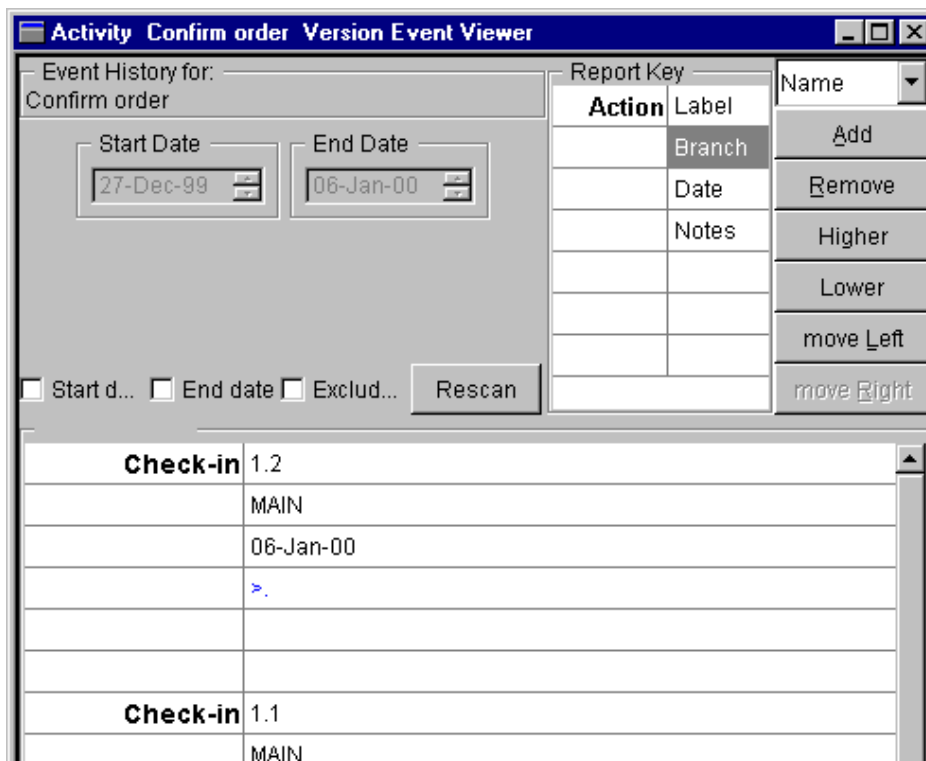 Activity Confirm order Version Event Viewer
Event History for:
Confirm order
Start Date
End Date
27-Dec-99
06-Jan-00
Start d...
End date
Exclud...
Rescan
Report Key
Action Label
Branch
Date
Notes
Name
Add
Remove
Higher
Lower
move Left
move Right
Check-in 1.2
MAIN
06-Jan-00
>.
Check-in 1.1
MAIN